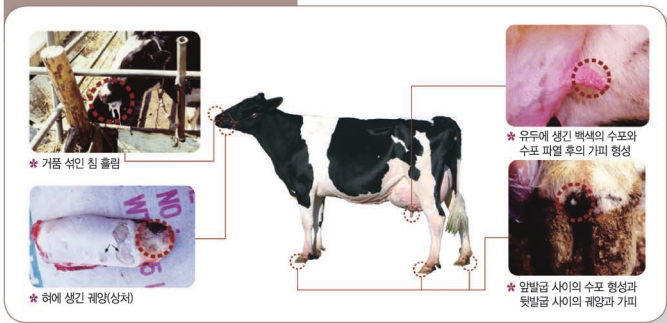 ✽ 거품 섞인 침 흘림
✽ 혀에 생긴 궤양(상처)
✽ 유두에 생긴 백색의 수포와
수포 파열 후의 가피 형성
✽ 앞발굽 사이의 수포 형성과
뒷발굽 사이의 궤양과 가피